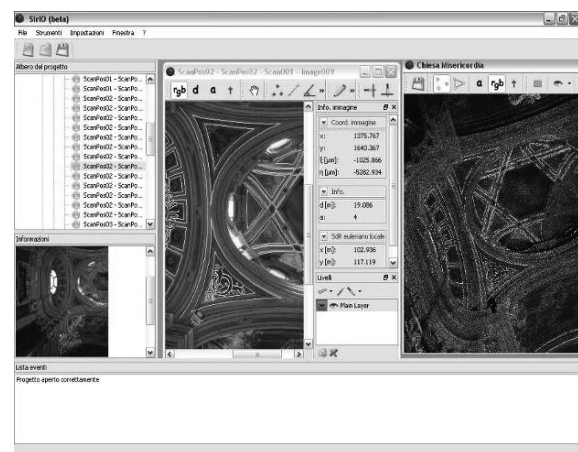 SirIO (beta)
File Strumenti Impostazioni Finestra ?
Albero del progetto
ScanPos01 - ScanPo...
ScanPos01 - ScanPo...
ScanPos02 - ScanPo...
ScanPos02 - ScanPo...
ScanPos02 - ScanPo...
ScanPos02 - ScanPo...
ScanPos02 - ScanPo...
ScanPos02 - ScanPo...
ScanPos02 - ScanPo...
ScanPos02 - ScanPo...
ScanPos02 - ScanPo...
ScanPos02 - ScanPo...
ScanPos03 - ScanPo...
Informazioni
ScanPos02 - ScanPos02 - Scan001 - Image009
rgb d a t
Info. immagine
Coord. immagine
x: 1375.767
y: 1640.367
ξ [µm]: -1025.866
η [µm]: -5282.934
Info.
d [m]: 19.086
a: 4
SdR euleriano locale
x [m]: 102.936
y [m]: 117.119
Livelli
Main Layer
Chiesa Misericordia
a rgb t
Lista eventi
Progetto aperto correttamente